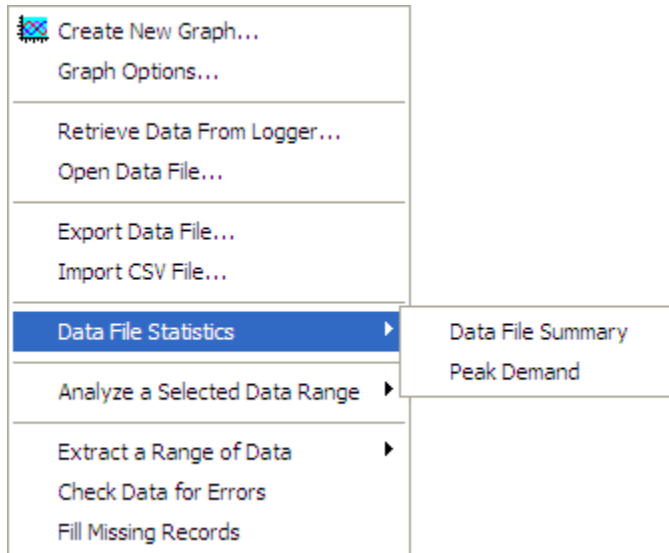 Create New Graph...
Graph Options...
Retrieve Data From Logger...
Open Data File...
Export Data File...
Import CSV File...
Data File Statistics
Data File Summary
Peak Demand
Analyze a Selected Data Range
Extract a Range of Data
Check Data for Errors
Fill Missing Records